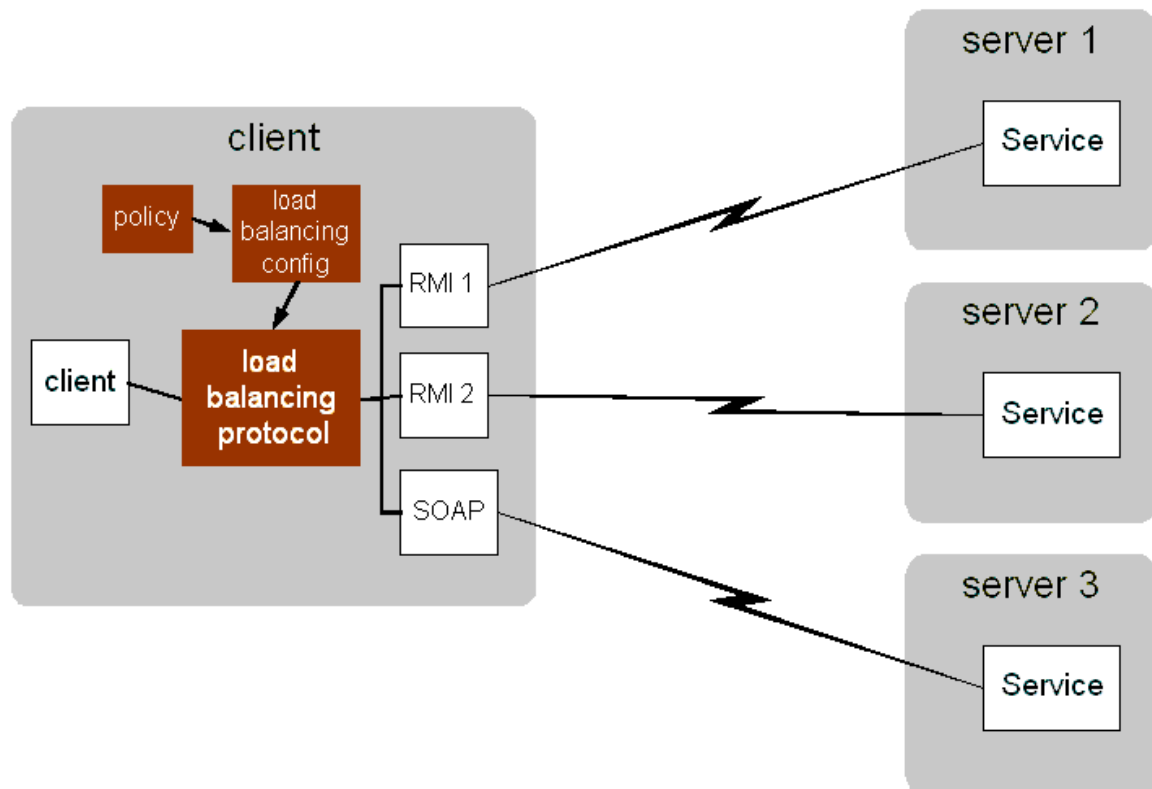 client
policy
load
balancing
config
client
load
balancing
protocol
RMI 1
RMI 2
SOAP
server 1
Service
server 2
Service
server 3
Service